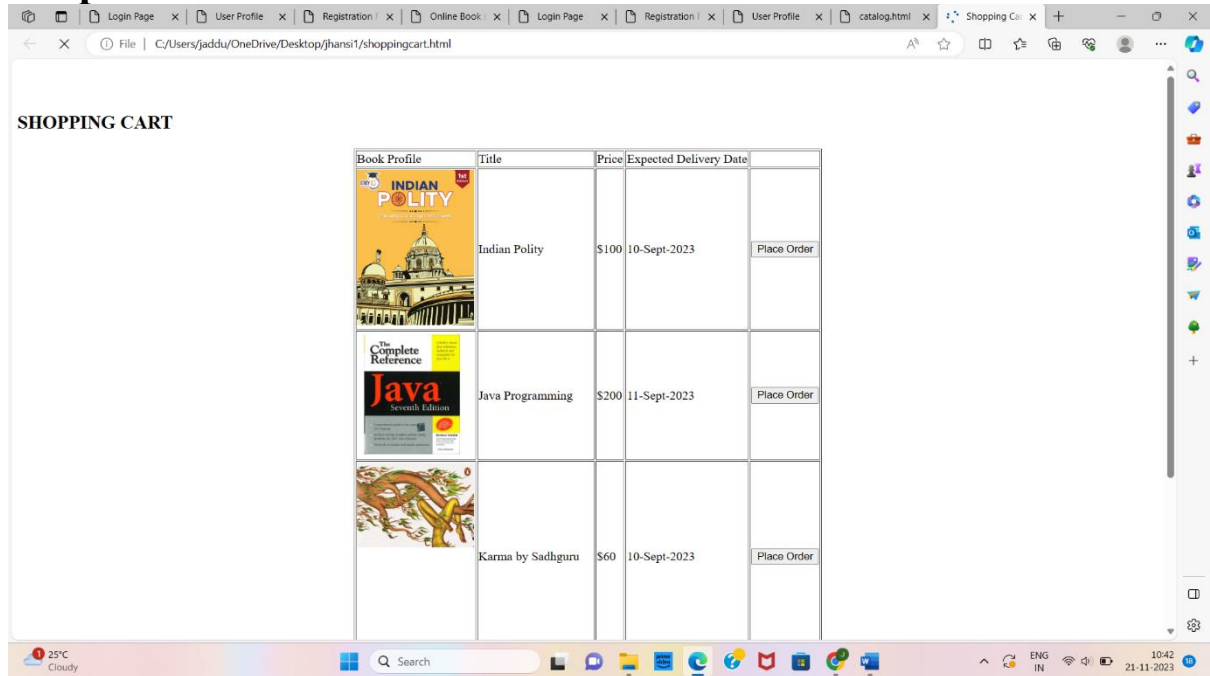 Login Page
User Profile
Registration F
Online Book
Login Page
Registration F
User Profile
catalog.html
Shopping Ca
File | C:/Users/jaddu/OneDrive/Desktop/jhansi1/shoppingcart.html
SHOPPING CART
Book Profile Title Price Expected Delivery Date
1st
INDIAN
POLITY
Indian Polity $100 10-Sept-2023 Place Order
The
Complete
Reference
Java
Seventh Edition
Java Programming $200 11-Sept-2023 Place Order
Karma by Sadhguru $60 10-Sept-2023 Place Order
1
25°C
Cloudy
Search
ENG
IN
10:42
21-11-2023
18